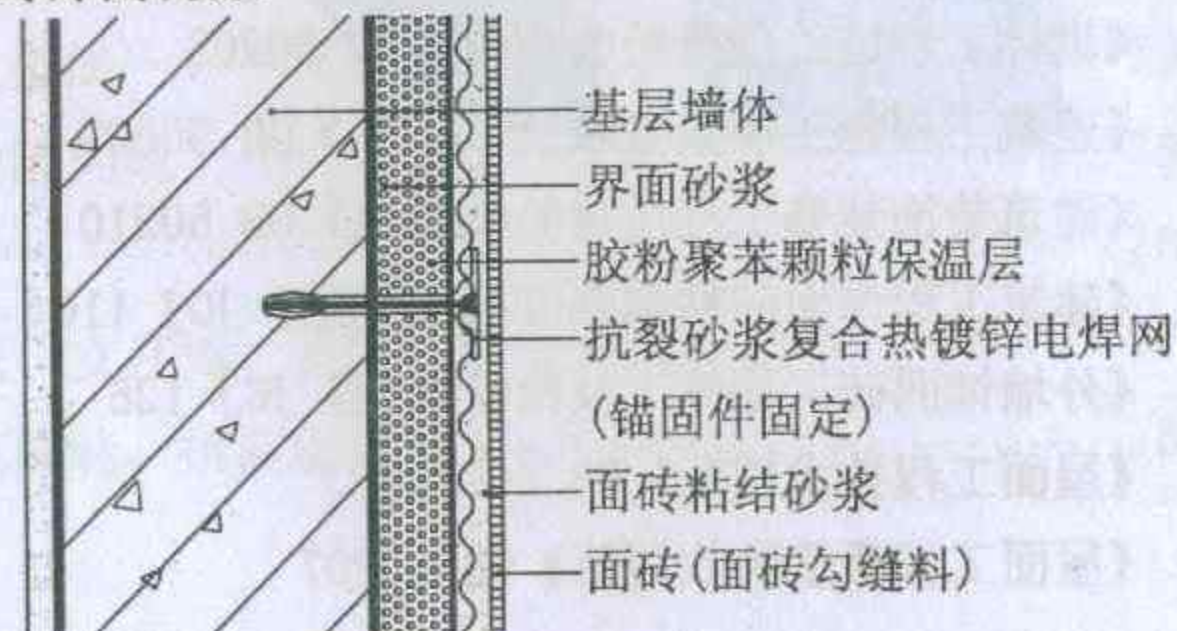 基层墙体
界面砂浆
胶粉聚苯颗粒保温层
抗裂砂浆复合热镀锌电焊网
(锚固件固定)
面砖粘结砂浆
面砖(面砖勾缝料)